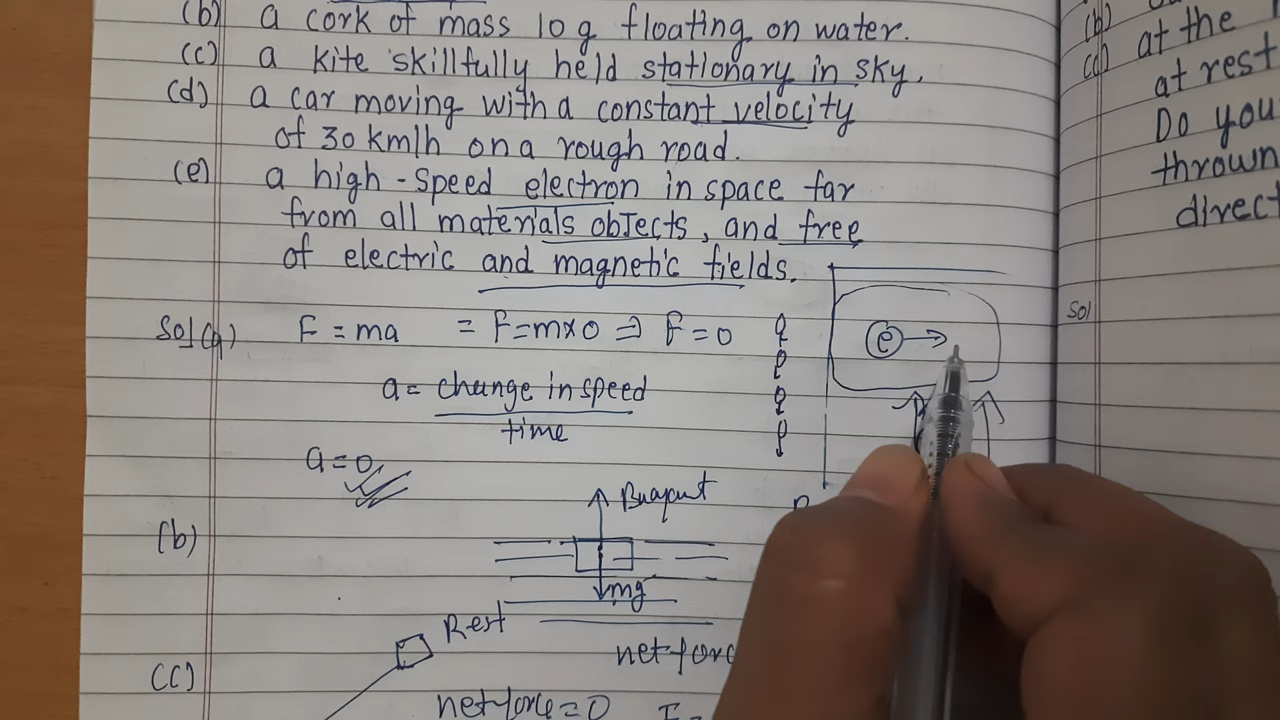 (b) a cork of mass 10 g floating on water.
(c) a kite skillfully held stationary in sky.
(d) a car moving with a constant velocity
of 30 km/h on a rough road.
(e) a high-speed electron in space far
from all materials objects, and free
of electric and magnetic fields.
Sol(a) F = ma = F=m×0 ⇒ F=0
a= change in speed
time
a=0
(b) Buayant
mg
Rest
net forc
(c)
net force=0
e
(b)
(d) at the
at rest
Do you
thrown
direct
Sol